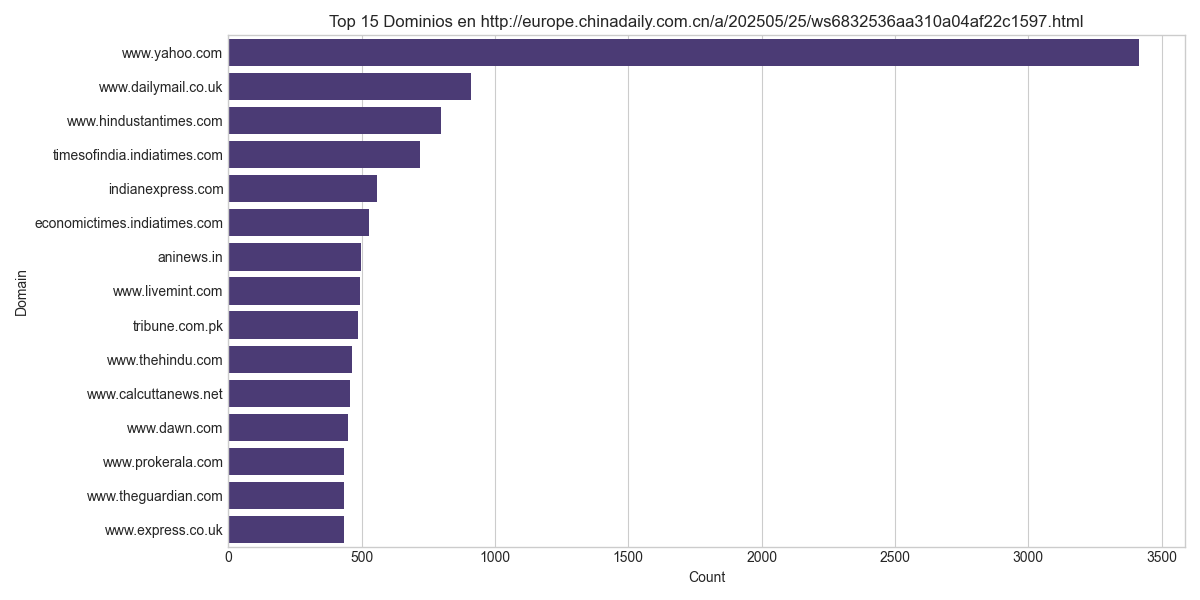 Top 15 Dominios en http://europe.chinadaily.com.cn/a/202505/25/ws6832536aa310a04af22c1597.html
www.yahoo.com
www.dailymail.co.uk
www.hindustantimes.com
timesofindia.indiatimes.com
indianexpress.com
economictimes.indiatimes.com
aninews.in
www.livemint.com
tribune.com.pk
www.thehindu.com
www.calcuttanews.net
www.dawn.com
www.prokerala.com
www.theguardian.com
www.express.co.uk
Domain
0 500 1000 1500 2000 2500 3000 3500
Count